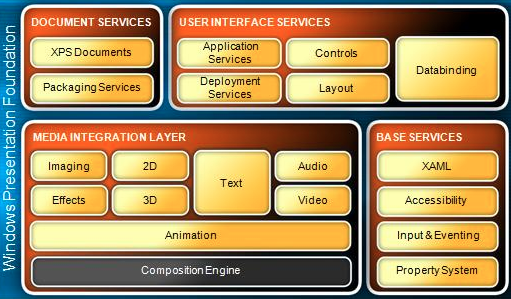 Windows Presentation Foundation
DOCUMENT SERVICES
XPS Documents
Packaging Services
USER INTERFACE SERVICES
Application
Services
Controls
Deployment
Services
Layout
Databinding
MEDIA INTEGRATION LAYER
Imaging
2D
Text
Audio
Effects
3D
Video
Animation
Composition Engine
BASE SERVICES
XAML
Accessibility
Input & Eventing
Property System